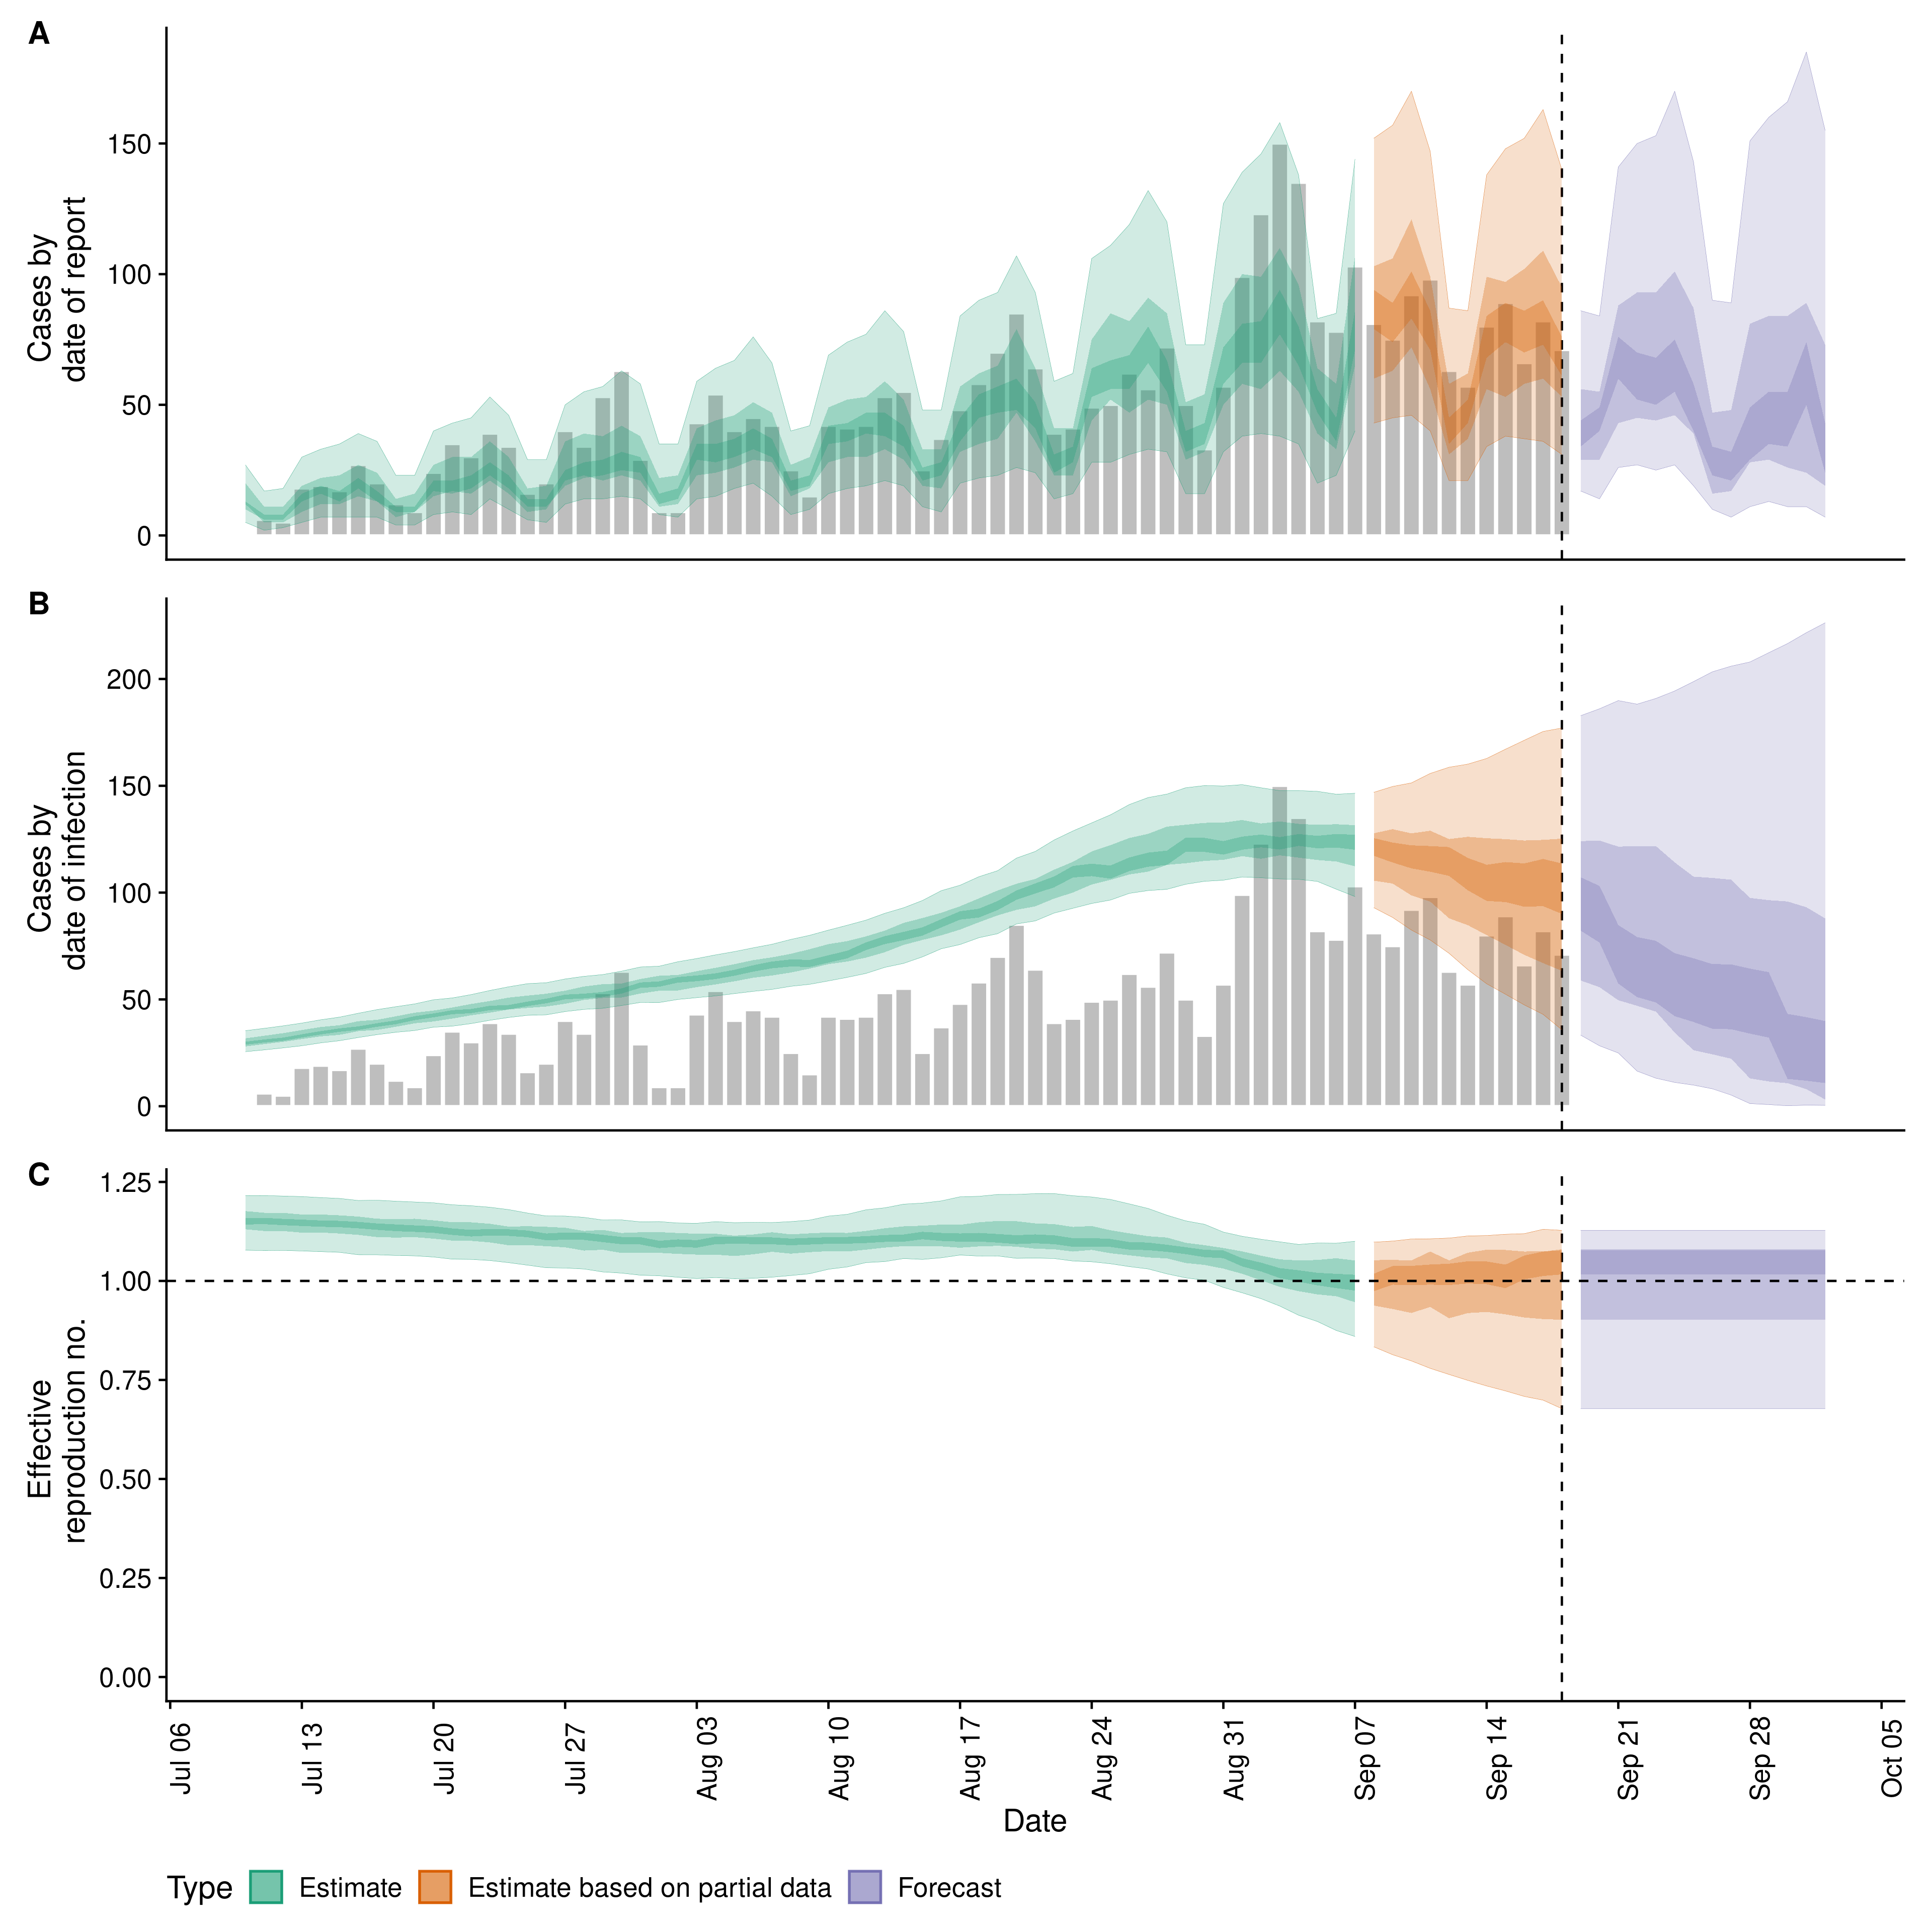 A
Cases by
date of report
150
100
50
0
B
Cases by
date of infection
200
150
100
50
0
C
Effective
reproduction no.
1.25
1.00
0.75
0.50
0.25
0.00
Jul 06
Jul 13
Jul 20
Jul 27
Aug 03
Aug 10
Aug 17
Aug 24
Aug 31
Sep 07
Sep 14
Sep 21
Sep 28
Oct 05
Date
Type Estimate Estimate based on partial data Forecast